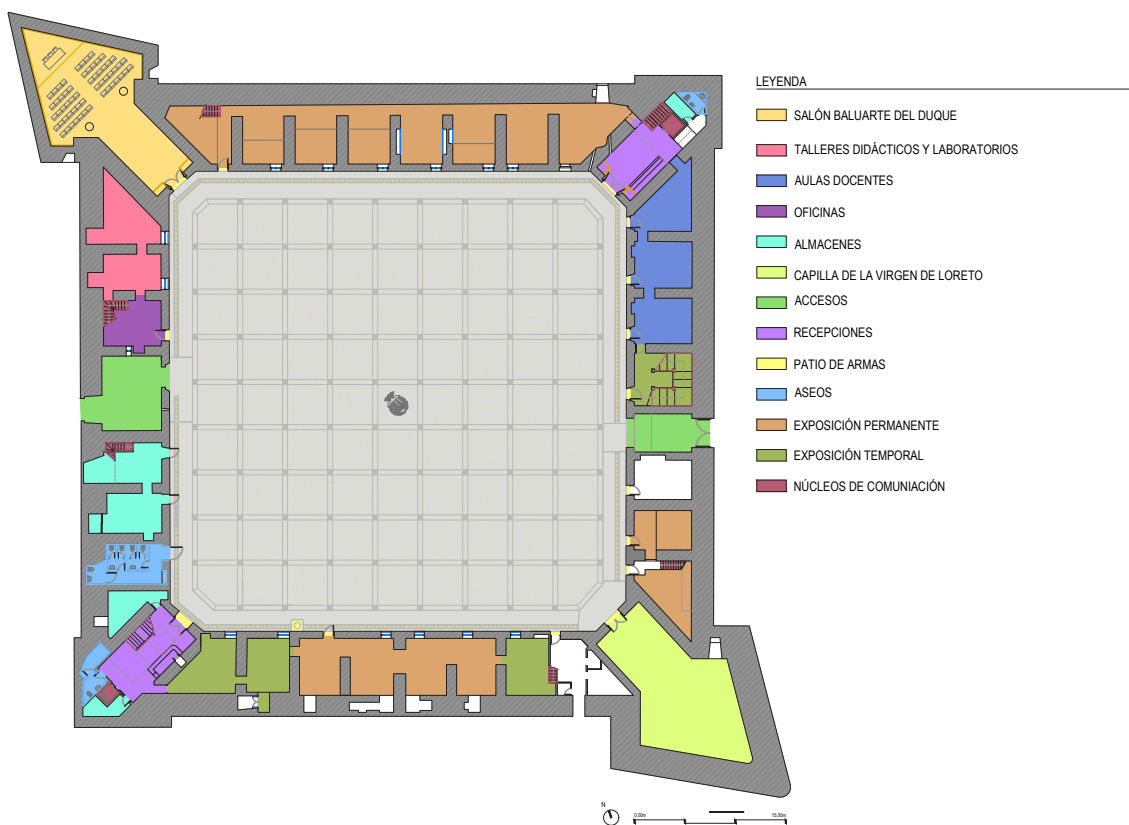 LEYENDA
SALÓN BALUARTE DEL DUQUE
TALLERES DIDÁCTICOS Y LABORATORIOS
AULAS DOCENTES
OFICINAS
ALMACENES
CAPILLA DE LA VIRGEN DE LORETO
ACCESOS
RECEPCIONES
PATIO DE ARMAS
ASEOS
EXPOSICIÓN PERMANENTE
EXPOSICIÓN TEMPORAL
NÚCLEOS DE COMUNIACIÓN
N
0,00m 15,00m